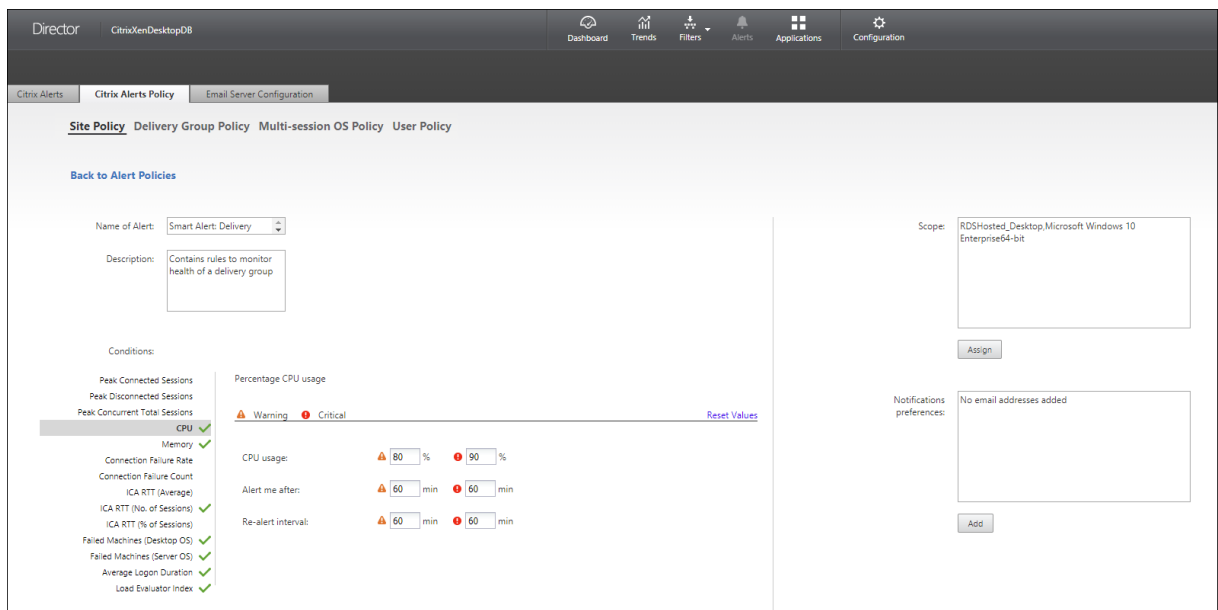 Director CitrixXenDesktopDB
Dashboard Trends Filters Alerts Applications Configuration
Citrix Alerts Citrix Alerts Policy Email Server Configuration
Site Policy Delivery Group Policy Multi-session OS Policy User Policy
Back to Alert Policies
Name of Alert: Smart Alert: Delivery
Description: Contains rules to monitor
health of a delivery group
Scope: RDSHosted_Desktop,Microsoft Windows 10
Enterprise64-bit
Assign
Conditions:
Peak Connected Sessions
Peak Disconnected Sessions
Peak Concurrent Total Sessions
CPU
Memory
Connection Failure Rate
Connection Failure Count
ICA RTT (Average)
ICA RTT (No. of Sessions)
ICA RTT (% of Sessions)
Failed Machines (Desktop OS)
Failed Machines (Server OS)
Average Logon Duration
Load Evaluator Index
Percentage CPU usage
Warning Critical Reset Values
CPU usage: 80 % 90 %
Alert me after: 60 min 60 min
Re-alert interval: 60 min 60 min
Notifications
preferences:
No email addresses added
Add